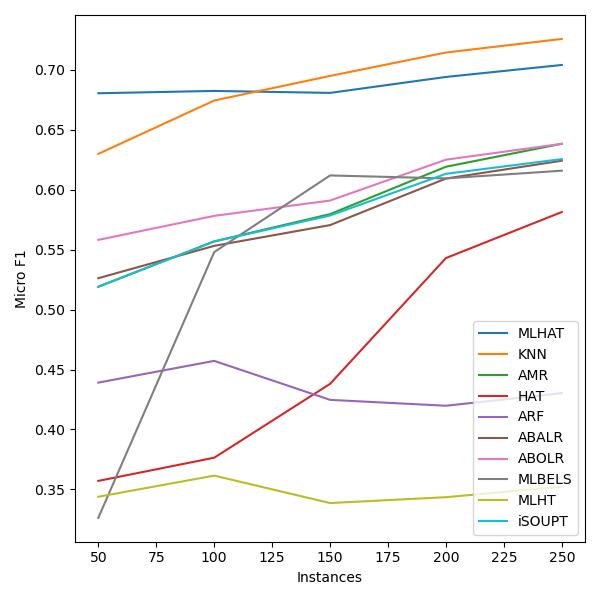 0.70
0.65
0.60
0.55
0.50
0.45
0.40
0.35
Micro F1
50 75 100 125 150 175 200 225 250
Instances
MLHAT
KNN
AMR
HAT
ARF
ABALR
ABOLR
MLBELS
MLHT
iSOUPT